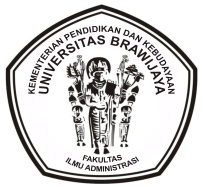 KEMENTERIAN PENDIDIKAN DAN KEBUDAYAAN
UNIVERSITAS BRAWIJAYA
FAKULTAS
ILMU ADMINISTRASI